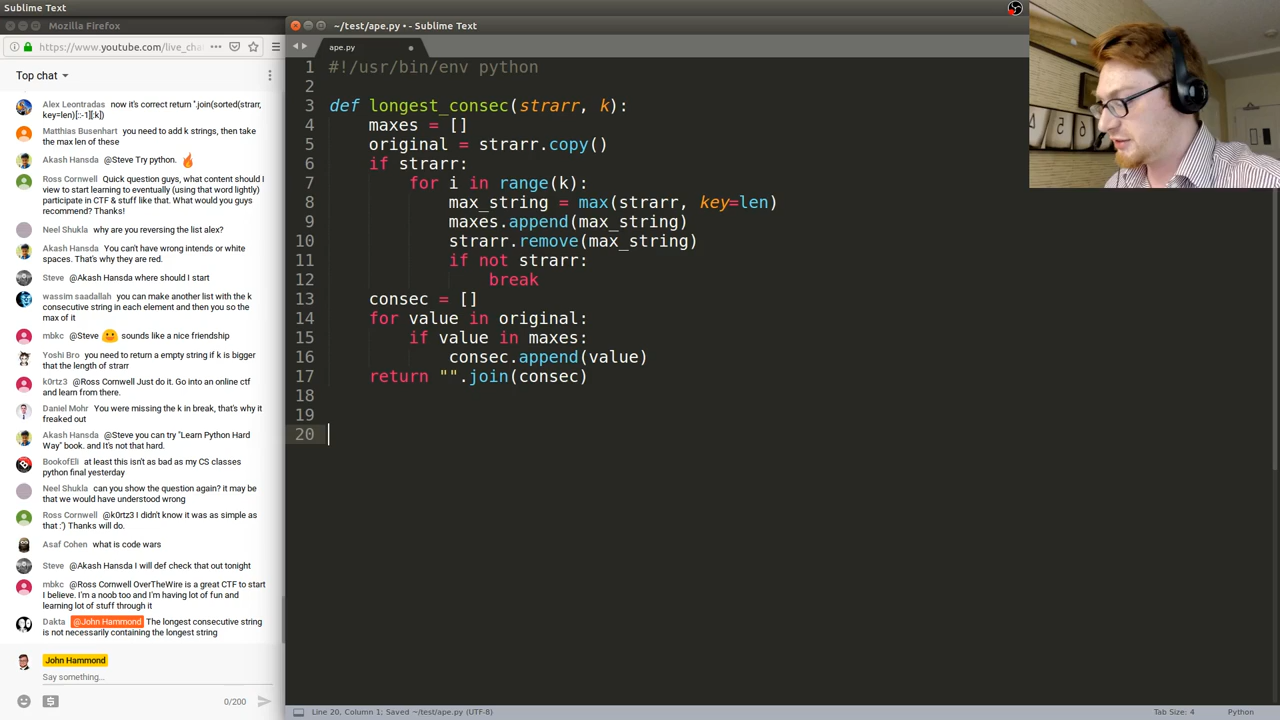 Sublime Text
Mozilla Firefox
~/test/ape.py • - Sublime Text
https://www.youtube.com/live_cha
ape.py
Top chat
Alex Leontradas now it's correct return ''.join(sorted(strarr,
key=len)[::-1][:k])
Matthias Busenhart you need to add k strings, then take
the max len of these
Akash Hansda @Steve Try python.
Ross Cornwell Quick question guys, what content should I
view to start learning to eventually (using that word lightly)
participate in CTF & stuff like that. What would you guys
recommend? Thanks!
Neel Shukla why are you reversing the list alex?
Akash Hansda You can't have wrong intends or white
spaces. That's why they are red.
Steve @Akash Hansda where should I start
wassim saadallah you can make another list with the k
consecutive string in each element and then you so the
max of it
mbkc @Steve sounds like a nice friendship
Yoshi Bro you need to return a empty string if k is bigger
that the length of strarr
k0rtz3 @Ross Cornwell Just do it. Go into an online ctf
and learn from there.
Daniel Mohr You were missing the k in break, that's why it
freaked out
Akash Hansda @Steve you can try "Learn Python Hard
Way" book. and It's not that hard.
BookofEli at least this isn't as bad as my CS classes
python final yesterday
Neel Shukla can you show the question again? it may be
that we would have understood wrong
Ross Cornwell @k0rtz3 I didn't know it was as simple as
that :') Thanks will do.
Asaf Cohen what is code wars
Steve @Akash Hansda I will def check that out tonight
mbkc @Ross Cornwell OverTheWire is a great CTF to start
I believe. I'm a noob too and I'm having lot of fun and
learning lot of stuff through it
Dakta @John Hammond The longest consecutive string
is not necessarily containing the longest string
John Hammond
Say something...
0/200
1 #!/usr/bin/env python
2
3 def longest_consec(strarr, k):
4 maxes = []
5 original = strarr.copy()
6 if strarr:
7 for i in range(k):
8 max_string = max(strarr, key=len)
9 maxes.append(max_string)
10 strarr.remove(max_string)
11 if not strarr:
12 break
13 consec = []
14 for value in original:
15 if value in maxes:
16 consec.append(value)
17 return "".join(consec)
18
19
20
Line 20, Column 1; Saved ~/test/ape.py (UTF-8)
Tab Size: 4
Python